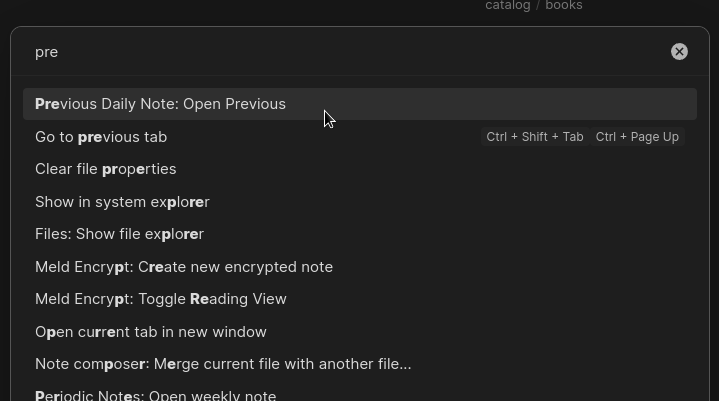 catalog / books
pre
Previous Daily Note: Open Previous
Go to previous tab Ctrl + Shift + Tab Ctrl + Page Up
Clear file properties
Show in system explorer
Files: Show file explorer
Meld Encrypt: Create new encrypted note
Meld Encrypt: Toggle Reading View
Open current tab in new window
Note composer: Merge current file with another file...
Periodic Notes: Open weekly note